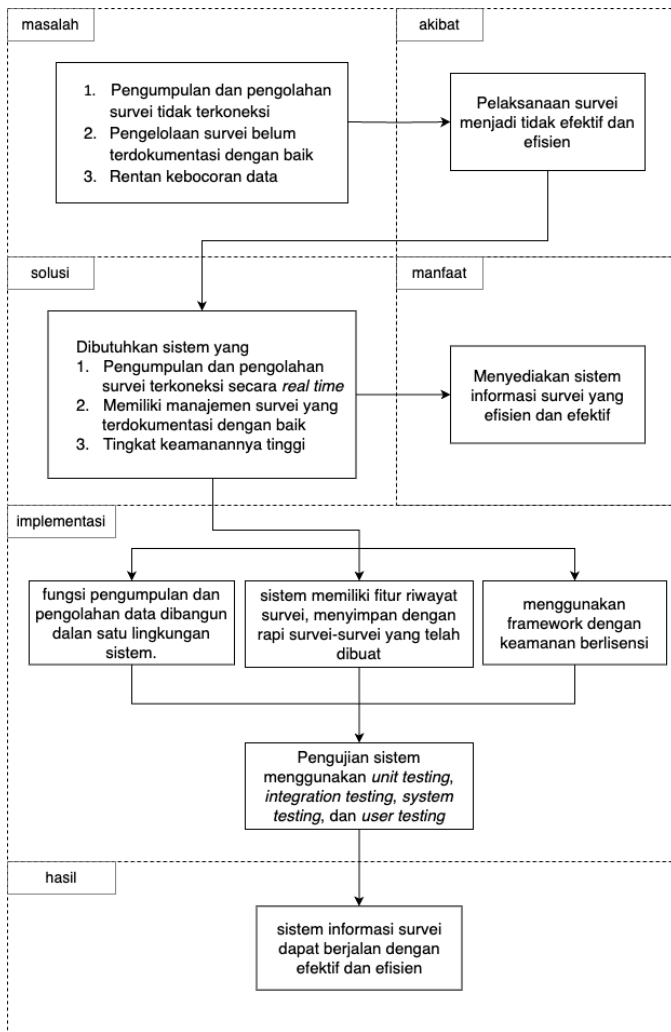 masalah
akibat
1. Pengumpulan dan pengolahan
survei tidak terkoneksi
2. Pengelolaan survei belum
terdokumentasi dengan baik
3. Rentan kebocoran data
Pelaksanaan survei
menjadi tidak efektif dan
efisien
solusi
manfaat
Dibutuhkan sistem yang
1. Pengumpulan dan pengolahan
survei terkoneksi secara real time
2. Memiliki manajemen survei yang
terdokumentasi dengan baik
3. Tingkat keamanannya tinggi
Menyediakan sistem
informasi survei yang
efisien dan efektif
implementasi
fungsi pengumpulan dan
pengolahan data dibangun
dalan satu lingkungan
sistem.
sistem memiliki fitur riwayat
survei, menyimpan dengan
rapi survei-survei yang telah
dibuat
menggunakan
framework dengan
keamanan berlisensi
Pengujian sistem
menggunakan unit testing,
integration testing, system
testing, dan user testing
hasil
sistem informasi survei
dapat berjalan dengan
efektif dan efisien